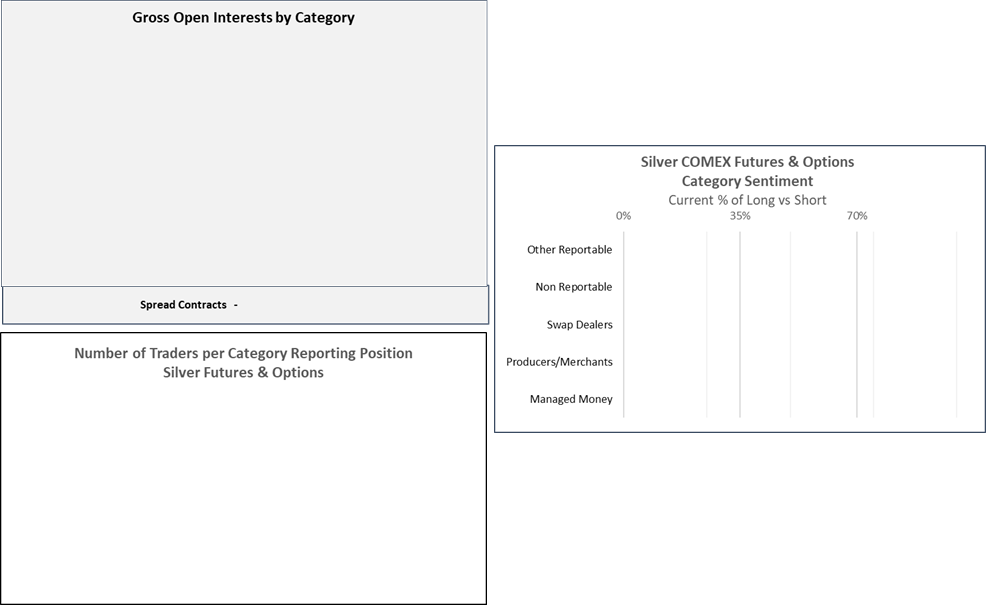 Gross Open Interests by Category
Spread Contracts -
Number of Traders per Category Reporting Position
Silver Futures & Options
Silver COMEX Futures & Options
Category Sentiment
Current % of Long vs Short
0% 35% 70%
Other Reportable
Non Reportable
Swap Dealers
Producers/Merchants
Managed Money